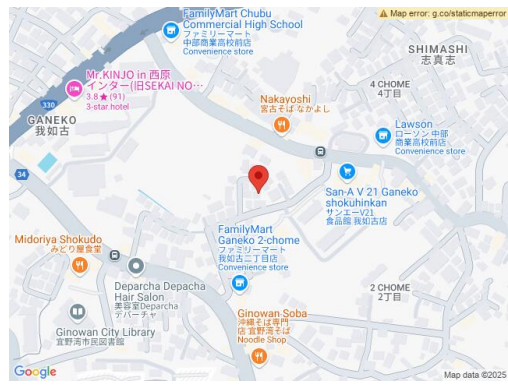 FamilyMart Chubu
Commercial High School
ファミリーマート
中部商業高校前店
Convenience store
Map error: g.co/staticmaperror
SHIMASHI
志真志
Mr.KINJO in 西原
インター(旧SEKAI NO…
3.8★(91)
3-star hotel
330
4 CHOME
4丁目
Nakayoshi
宮古そば なかよし
GANEKO
我如古
Lawson
ローソン 中部
商業高校前店
Convenience store
34
San-A V 21 Ganeko
shokuhinkan
サンエーV21
食品館 我如古店
Midoriya Shokudo
みどり屋食堂
FamilyMart
Ganeko 2-chome
ファミリーマート
我如古二丁目店
Convenience store
Deparcha Depacha
Hair Salon
美容室Deparcha
デパーチャ
2 CHOME
2丁目
Ginowan City Library
宜野湾市民図書館
Ginowan Soba
沖縄そば専門
店 宜野湾そば
Noodle Shop
Google
Map data ©2025